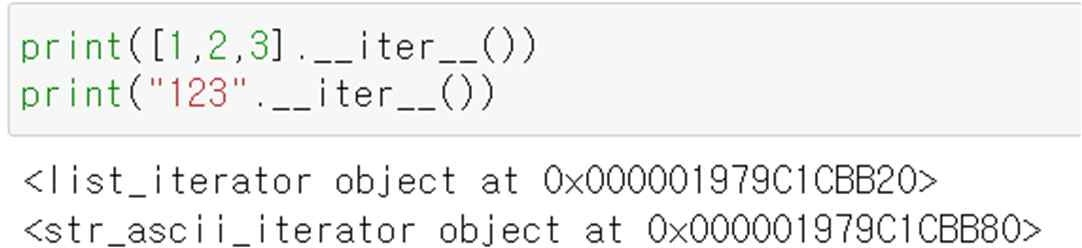 print([1,2,3].__iter__())
print("123".__iter__())
<list_iterator object at 0x000001979C1CBB20>
<str_ascii_iterator object at 0x000001979C1CBB80>